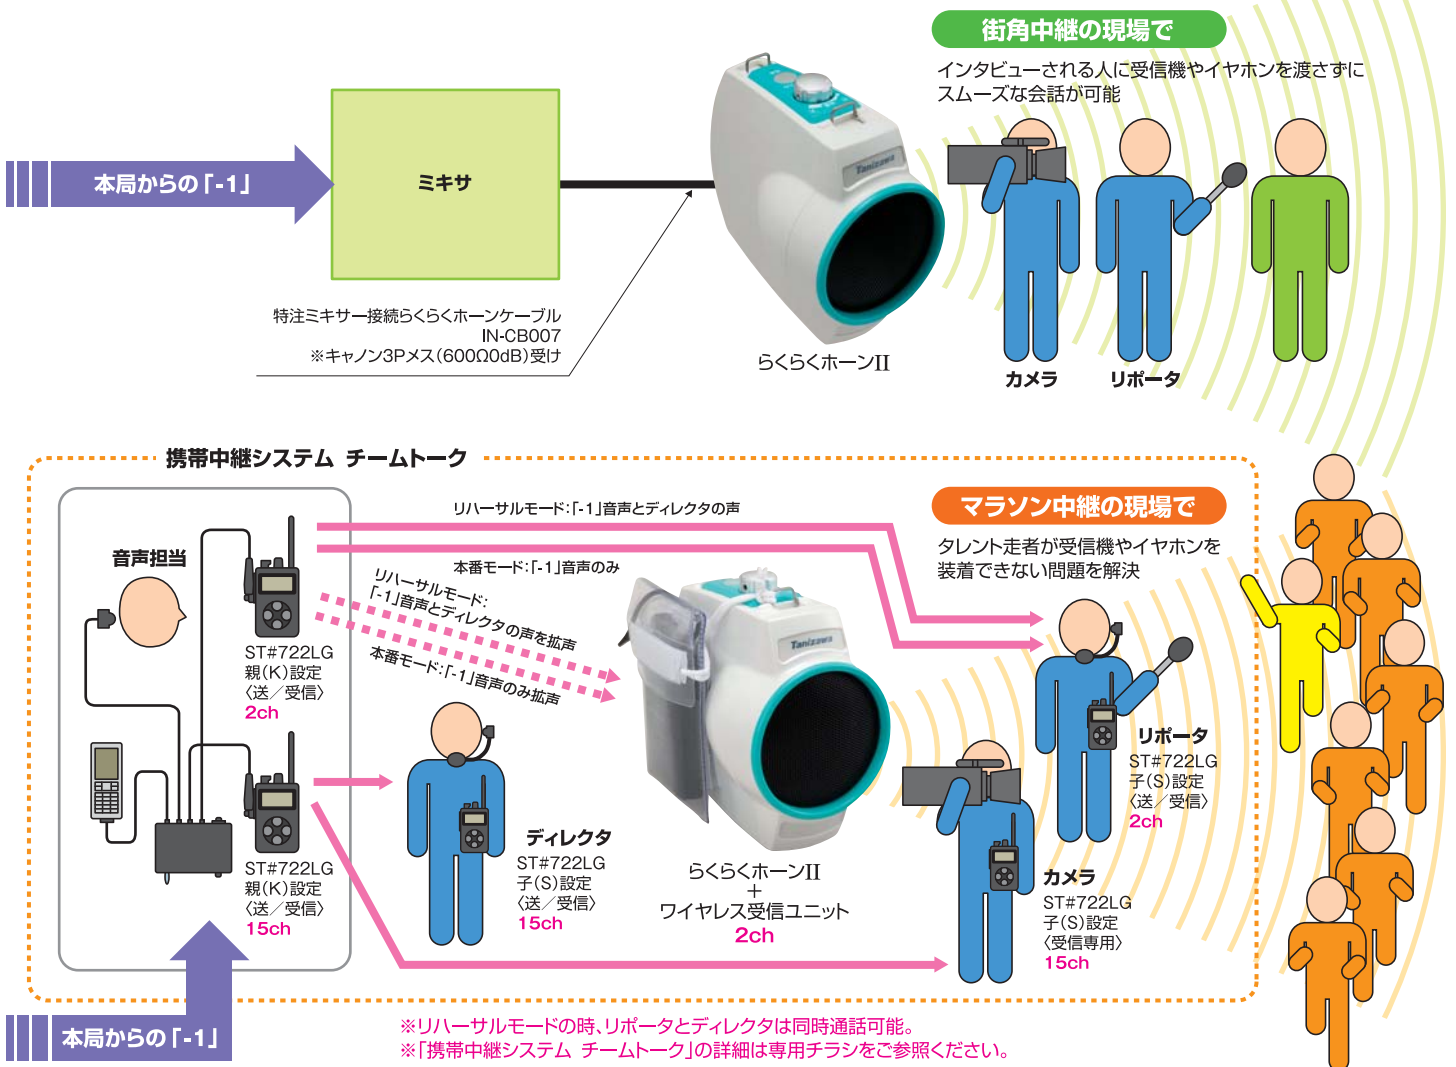 街角中継の現場で
インタビューされる人に受信機やイヤホンを渡さずに
スムーズな会話が可能
本局からの「-1」
ミキサ
Tanizawa
特注ミキサー接続らくらくホーンケーブル
IN-CB007
※キャノン3Pメス(600Ω0dB)受け
らくらくホーンII
カメラ
リポータ
携帯中継システム チームトーク
リハーサルモード:「-1」音声とディレクタの声
本番モード:「-1」音声のみ
マラソン中継の現場で
タレント走者が受信機やイヤホンを
装着できない問題を解決
音声担当
リハーサルモード:
「-1」音声とディレクタの声を拡声
本番モード:「-1」音声のみ拡声
Tanizawa
ST#722LG
親(K)設定
〈送/受信〉
2ch
リポータ
ST#722LG
子(S)設定
〈送/受信〉
2ch
ディレクタ
ST#722LG
子(S)設定
〈送/受信〉
15ch
らくらくホーンII
+
ワイヤレス受信ユニット
2ch
カメラ
ST#722LG
子(S)設定
〈受信専用〉
15ch
ST#722LG
親(K)設定
〈送/受信〉
15ch
本局からの「-1」
※リハーサルモードの時、リポータとディレクタは同時通話可能。
※「携帯中継システム チームトーク」の詳細は専用チラシをご参照ください。